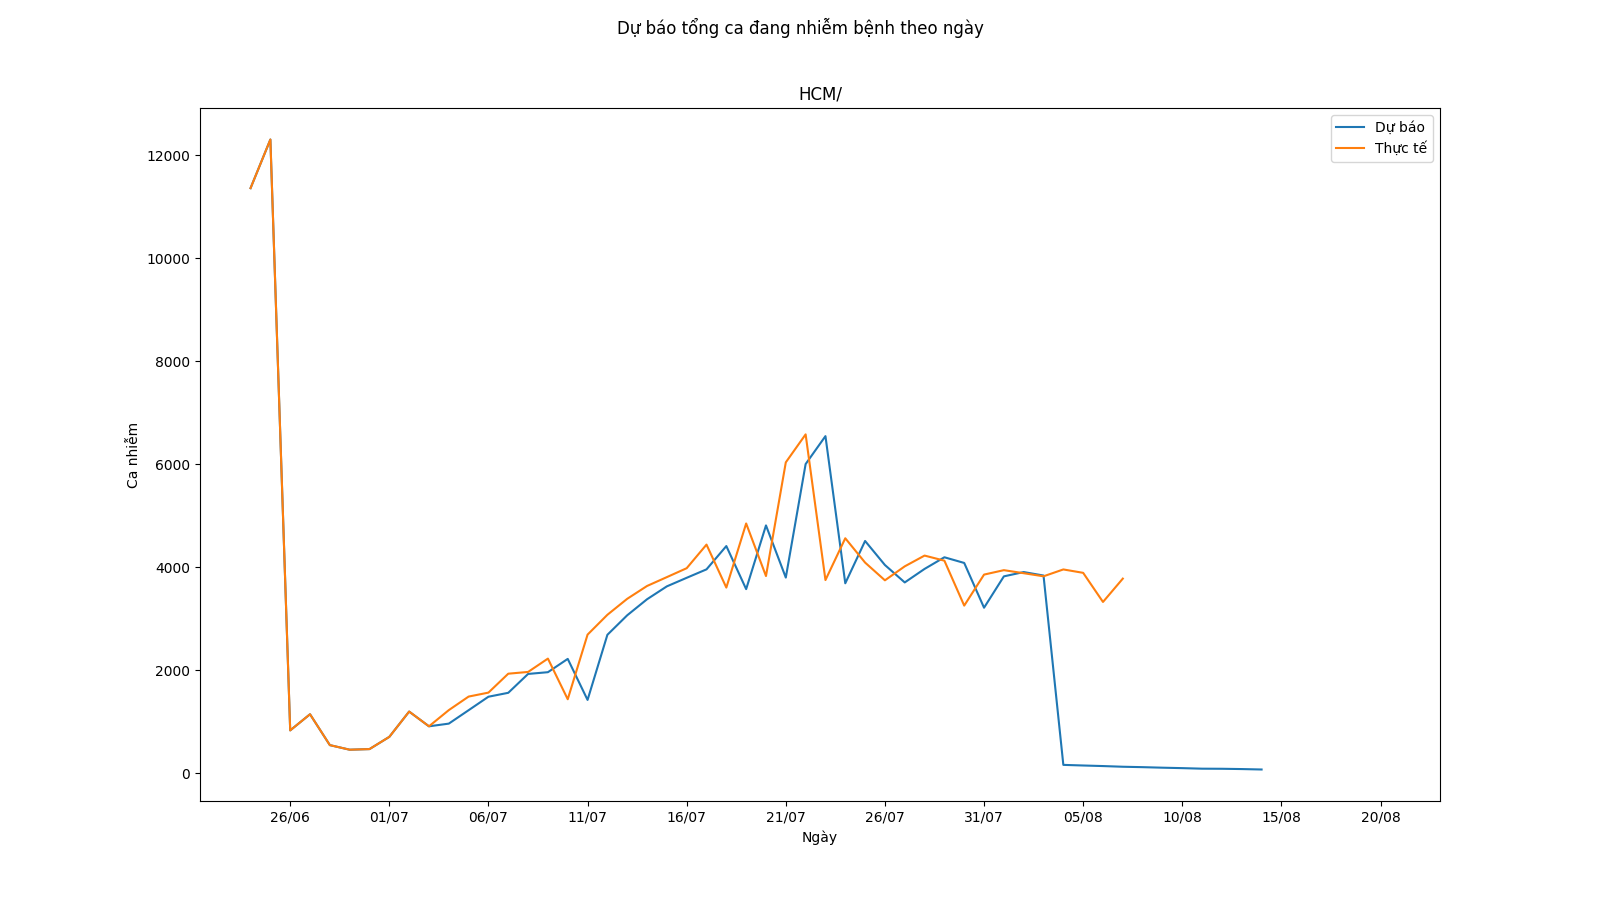 Dự báo tổng ca đang nhiễm bệnh theo ngày
HCM/
Dự báo
Thực tế
12000
10000
8000
6000
4000
2000
0
Ca nhiễm
26/06 01/07 06/07 11/07 16/07 21/07 26/07 31/07 05/08 10/08 15/08 20/08
Ngày